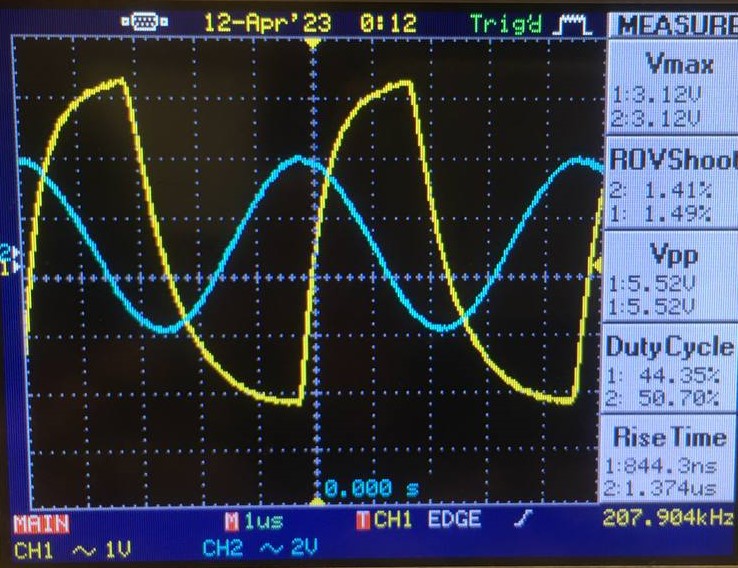 12-Apr'23 0:12 Trig'd MEASURE
Vmax
1:3.12V
2:3.12V
ROVShoot
2: 1.41%
1: 1.49%
Vpp
1:5.52V
1:5.52V
DutyCycle
1: 44.35%
2: 50.70%
RiseTime
1:844.3ns
2:1.374us
2
1
0.000 s
MAIN M 1us T CH1 EDGE 207.904kHz
CH1 ~ 1V CH2 ~ 2V